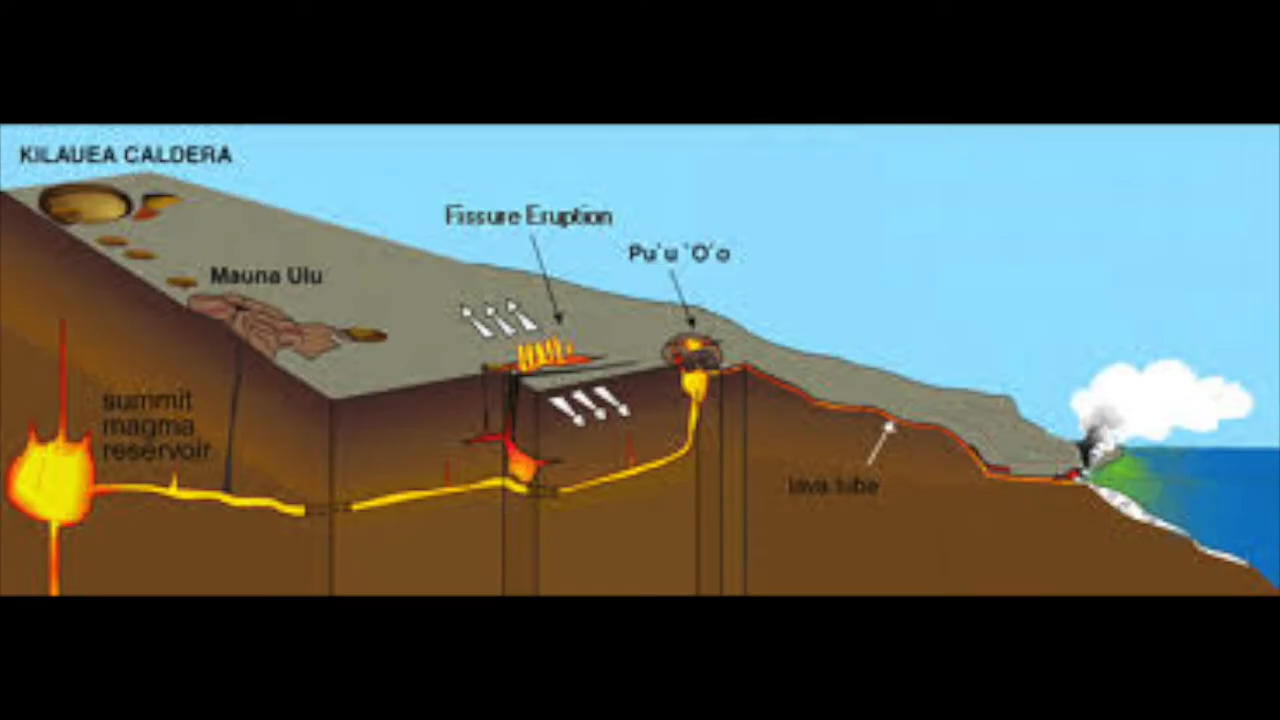 KILAUEA CALDERA
Fissure Eruption
Pu'u 'O'o
Mauna Ulu
summit
magma
reservoir
lava tube